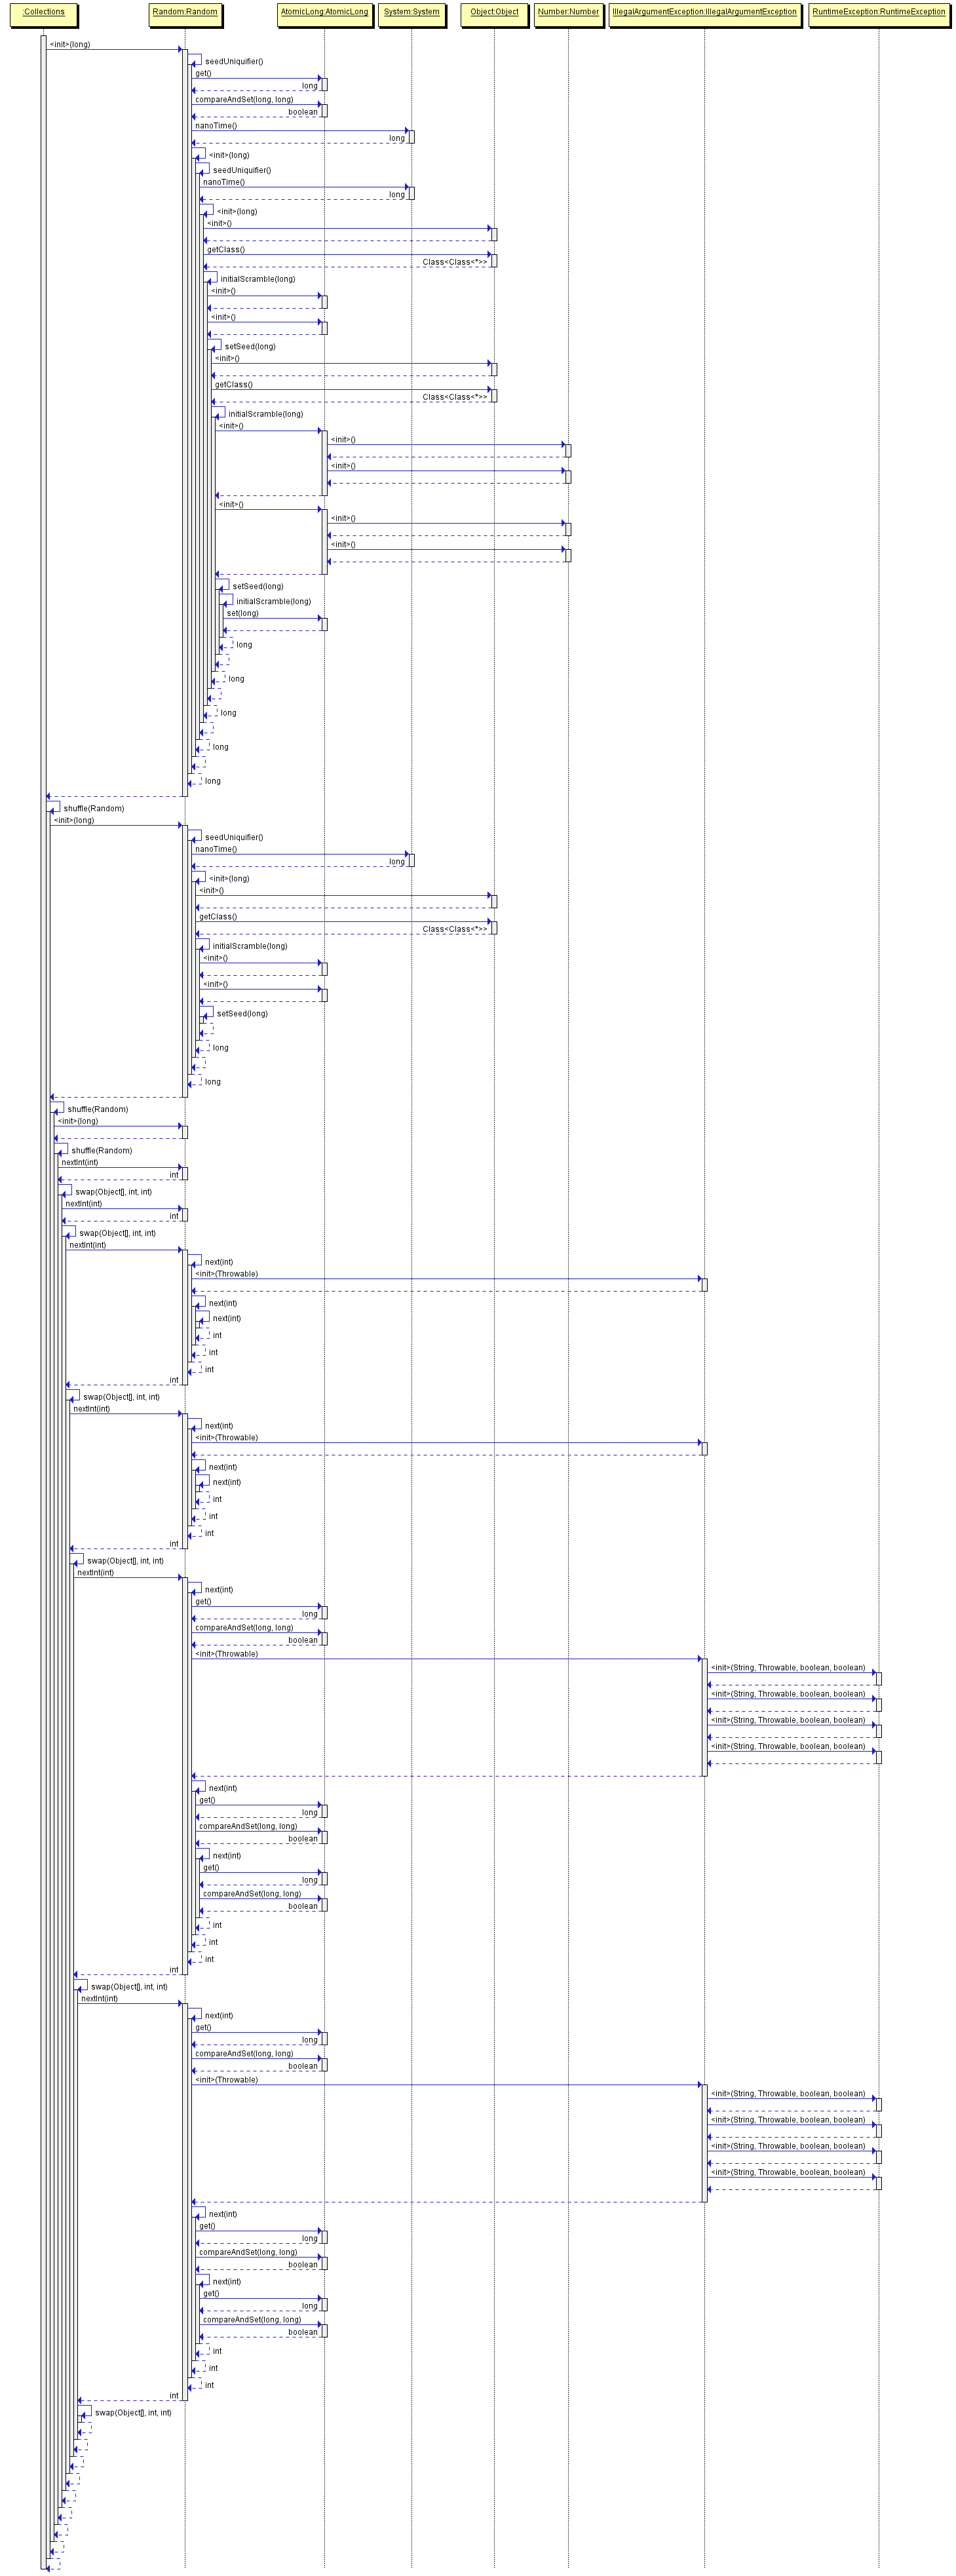 :Collections
Random:Random
AtomicLong:AtomicLong
System:System
Object:Object
Number:Number
IllegalArgumentException:IllegalArgumentException
RuntimeException:RuntimeException
<init>(long)
seedUniquifier()
get()
long
compareAndSet(long, long)
boolean
nanoTime()
long
<init>(long)
seedUniquifier()
nanoTime()
long
<init>(long)
<init>()
getClass()
Class<Class<*>>
initialScramble(long)
<init>()
<init>()
setSeed(long)
<init>()
getClass()
Class<Class<*>>
initialScramble(long)
<init>()
<init>()
<init>()
<init>()
<init>()
<init>()
setSeed(long)
initialScramble(long)
set(long)
long
long
long
long
long
shuffle(Random)
<init>(long)
seedUniquifier()
nanoTime()
long
<init>(long)
<init>()
getClass()
Class<Class<*>>
initialScramble(long)
<init>()
<init>()
setSeed(long)
long
long
shuffle(Random)
<init>(long)
shuffle(Random)
nextInt(int)
int
swap(Object[], int, int)
nextInt(int)
int
swap(Object[], int, int)
nextInt(int)
next(int)
<init>(Throwable)
next(int)
next(int)
int
int
int
int
swap(Object[], int, int)
nextInt(int)
next(int)
<init>(Throwable)
next(int)
next(int)
int
int
int
int
swap(Object[], int, int)
nextInt(int)
next(int)
get()
long
compareAndSet(long, long)
boolean
<init>(Throwable)
<init>(String, Throwable, boolean, boolean)
<init>(String, Throwable, boolean, boolean)
<init>(String, Throwable, boolean, boolean)
<init>(String, Throwable, boolean, boolean)
next(int)
get()
long
compareAndSet(long, long)
boolean
next(int)
get()
long
compareAndSet(long, long)
boolean
int
int
int
int
swap(Object[], int, int)
nextInt(int)
next(int)
get()
long
compareAndSet(long, long)
boolean
<init>(Throwable)
<init>(String, Throwable, boolean, boolean)
<init>(String, Throwable, boolean, boolean)
<init>(String, Throwable, boolean, boolean)
<init>(String, Throwable, boolean, boolean)
next(int)
get()
long
compareAndSet(long, long)
boolean
next(int)
get()
long
compareAndSet(long, long)
boolean
int
int
int
int
swap(Object[], int, int)